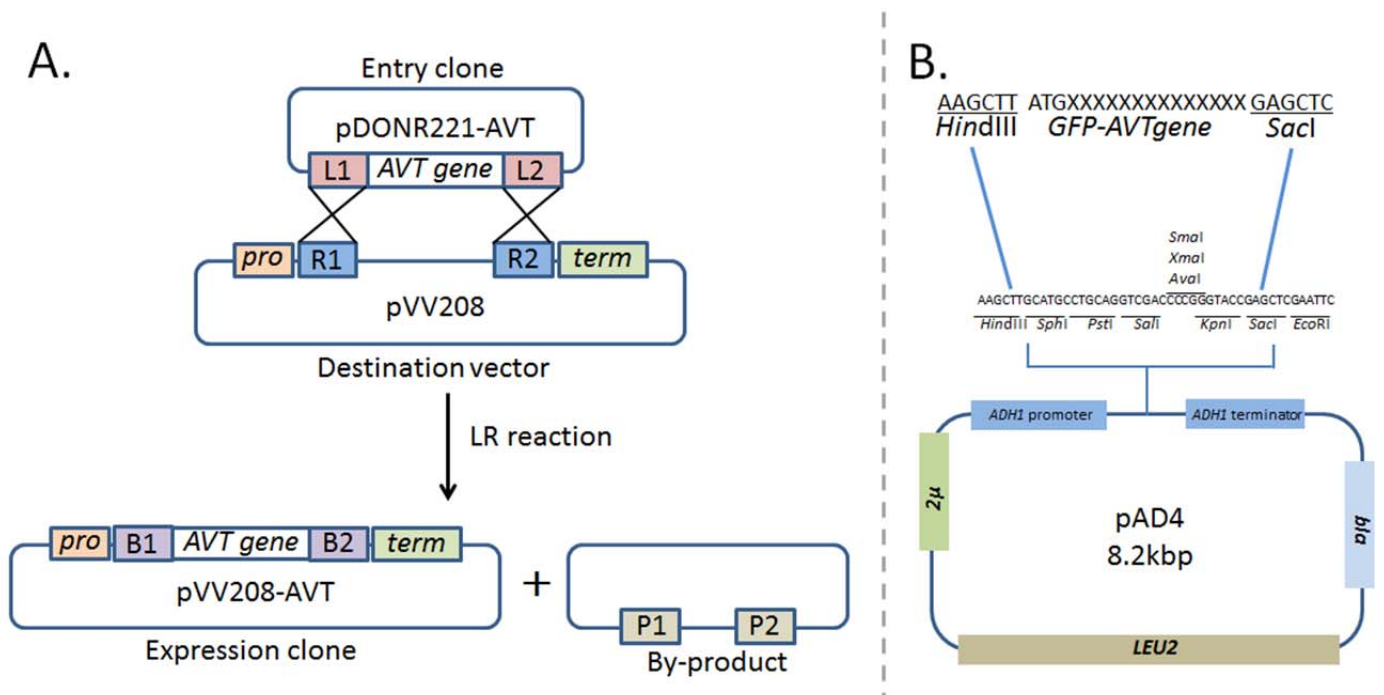 A.
Entry clone
pDONR221-AVT
L1 AVT gene L2
pro R1 R2 term
pVV208
Destination vector
LR reaction
pro B1 AVT gene B2 term
pVV208-AVT
Expression clone
+
P1 P2
By-product
B.
AAGCTT ATGXXXXXXXXXXXXXX GAGCTC
HindIII GFP-AVTgene SacI
SmaI
XmaI
AvaI
AAGCTTGCATGCCTGCAGGTCGACCCCGGGTACCGAGCTCGAATTC
HindIII SphI PstI SalI KpnI SacI EcoRI
ADH1 promoter ADH1 terminator
2µ
bla
pAD4
8.2kbp
LEU2